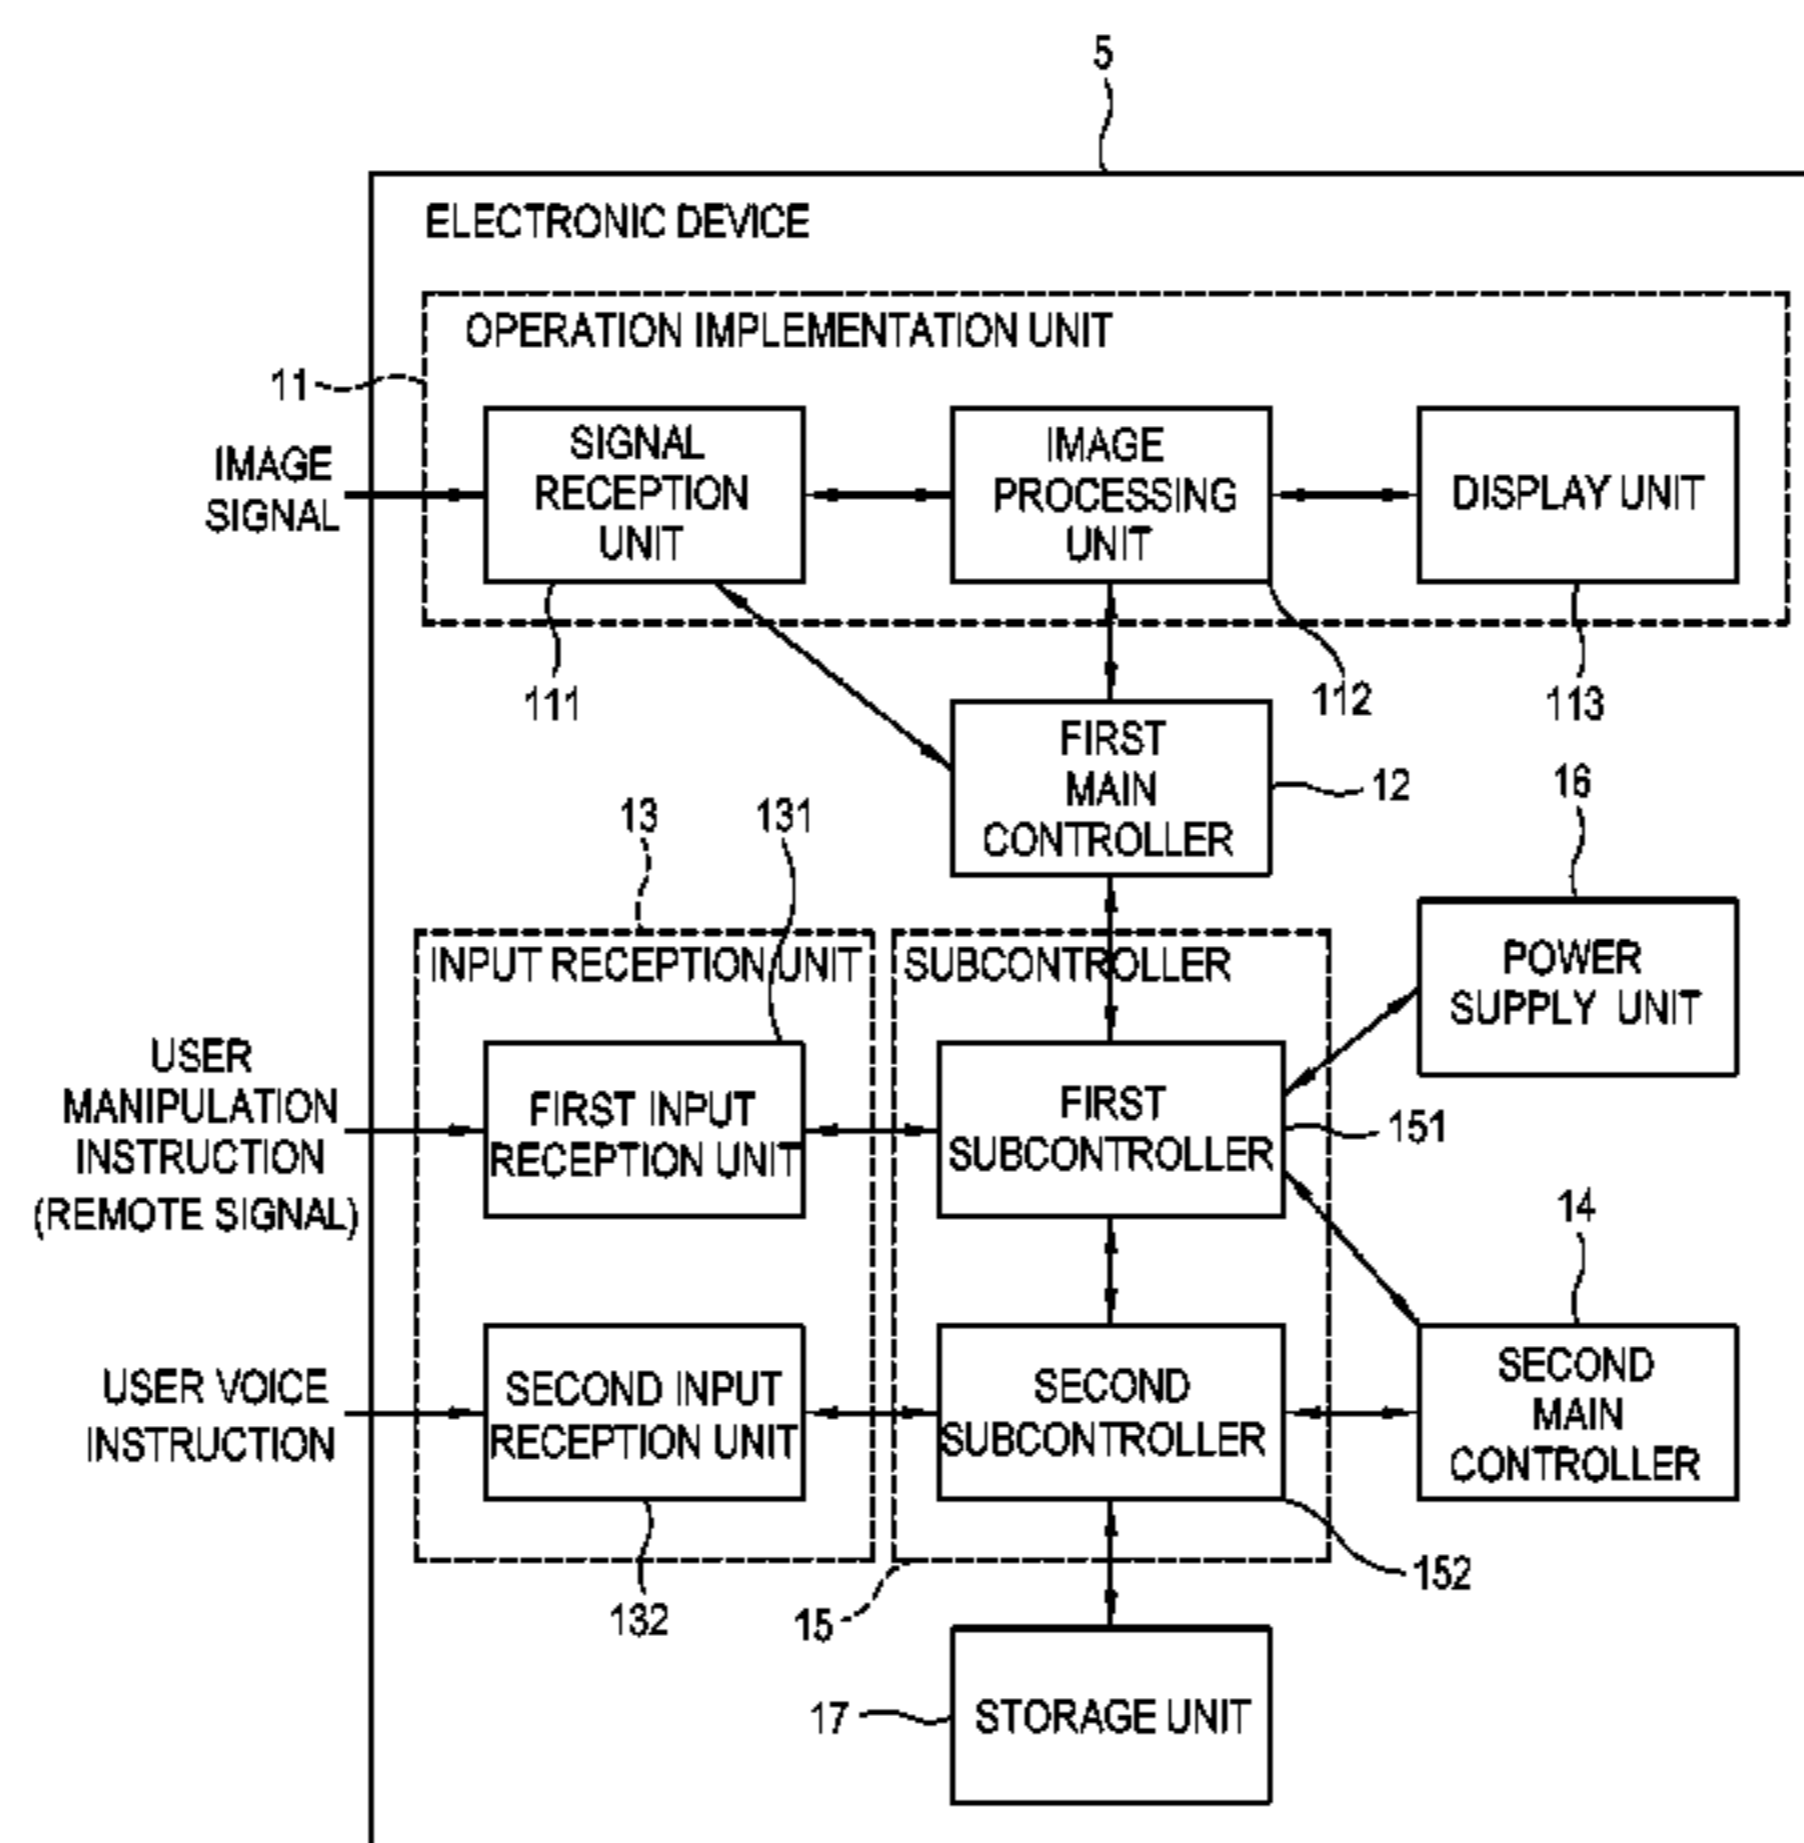 5
ELECTRONIC DEVICE
OPERATION IMPLEMENTATION UNIT
11
IMAGE
SIGNAL
SIGNAL
RECEPTION
UNIT
IMAGE
PROCESSING
UNIT
DISPLAY UNIT
111
112
113
FIRST
MAIN
CONTROLLER
12
16
13
131
INPUT RECEPTION UNIT
SUBCONTROLLER
POWER
SUPPLY UNIT
USER
MANIPULATION
INSTRUCTION
(REMOTE SIGNAL)
FIRST INPUT
RECEPTION UNIT
FIRST
SUBCONTROLLER
151
14
USER VOICE
INSTRUCTION
SECOND INPUT
RECEPTION UNIT
SECOND
SUBCONTROLLER
SECOND
MAIN
CONTROLLER
132
15
152
17
STORAGE UNIT